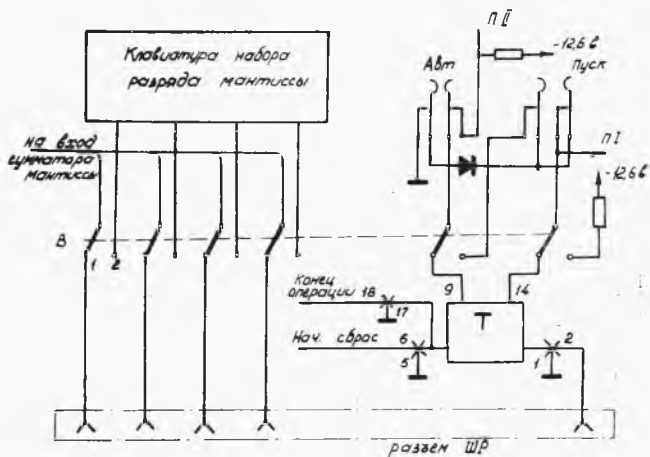 Клавиатура набора
разряда мантиссы
П II
-12,6 в
Авт
Пуск
на вход
сумматора
мантиссы
П I
-12,6 в
В
1 2
9 14
Конец
операции 18
17
Т
Нач. сброс 6
5
2
1
разъем ШР